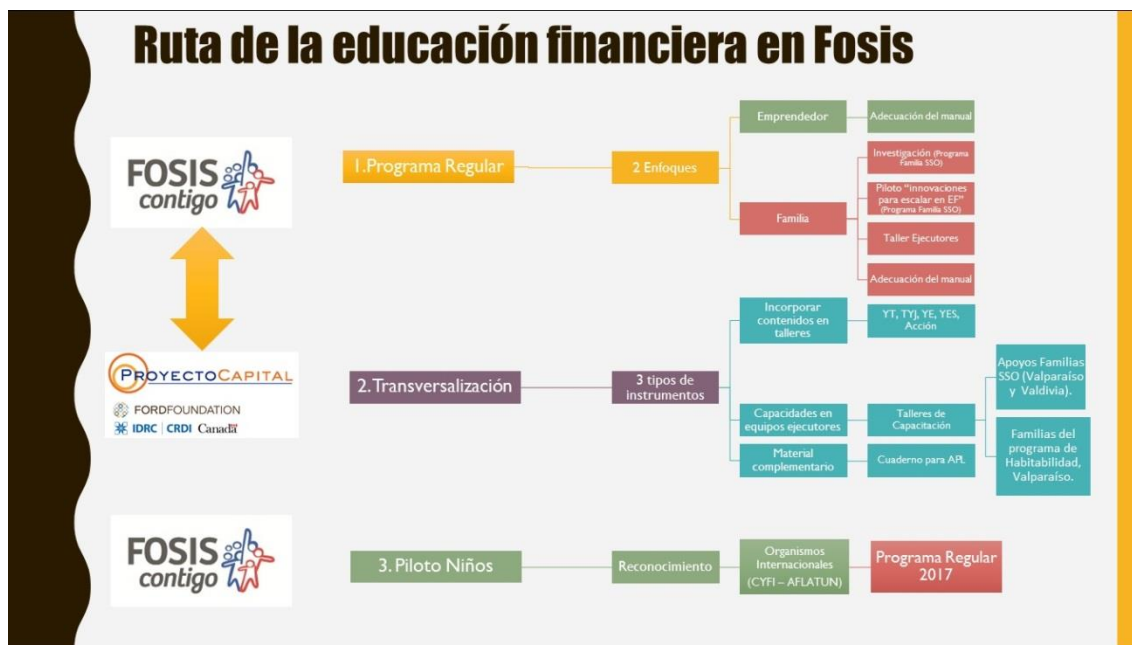 Ruta de la educación financiera en Fosis
FOSIS
contigo
1.Programa Regular
2 Enfoques
Emprendedor
Adecuación del manual
Familia
Investigación (Programa
Familia SSO)
Piloto “innovaciones
para escalar en EF”
(Programa Familia SSO)
Taller Ejecutores
Adecuación del manual
PROYECTOCAPITAL
FORDFOUNDATION
IDRC | CRDI Canada
2.Transversalización
3 tipos de
instrumentos
Incorporar
contenidos en
talleres
YT, TYJ, YE, YES,
Acción
Capacidades en
equipos ejecutores
Talleres de
Capacitación
Apoyos Familias
SSO (Valparaíso
y Valdivia).
Familias del
programa de
Habitabilidad,
Valparaíso.
Material
complementario
Cuaderno para APL
FOSIS
contigo
3. Piloto Niños
Reconocimiento
Organismos
Internacionales
(CYFI – AFLATUN)
Programa Regular
2017